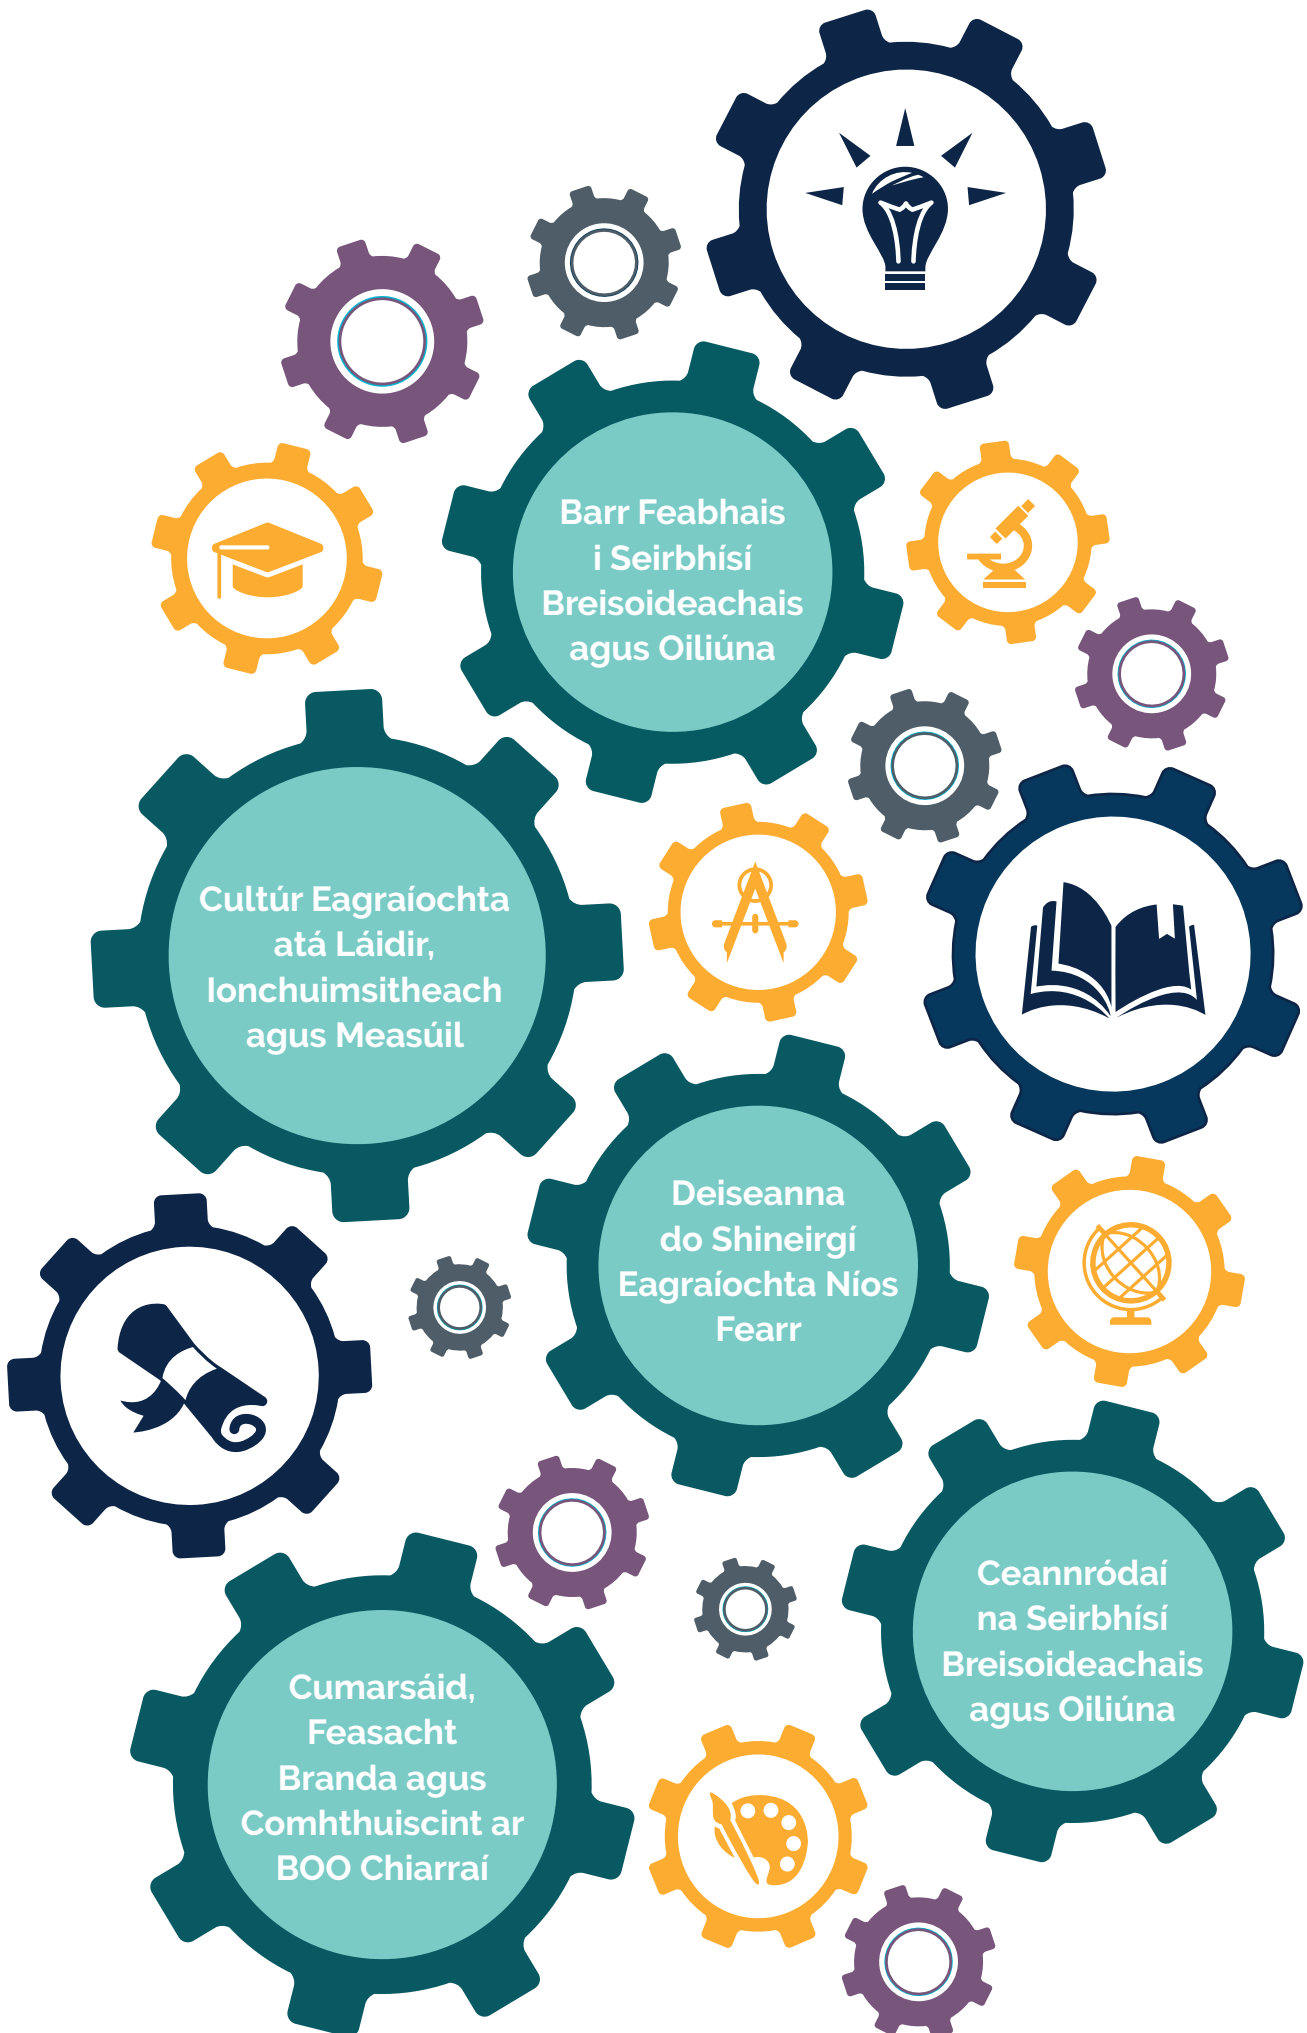 Barr Feabhais
i Seirbhísí
Breisoideachais
agus Oiliúna
Cultúr Eagraíochta
atá Láidir,
Ionchuimsitheach
agus Measúil
Deiseanna
do Shineirgí
Eagraíochta Níos
Fearr
Ceannródaí
na Seirbhísí
Breisoideachais
agus Oiliúna
Cumarsáid,
Feasacht
Branda agus
Comhthuiscint ar
BOO Chiarraí